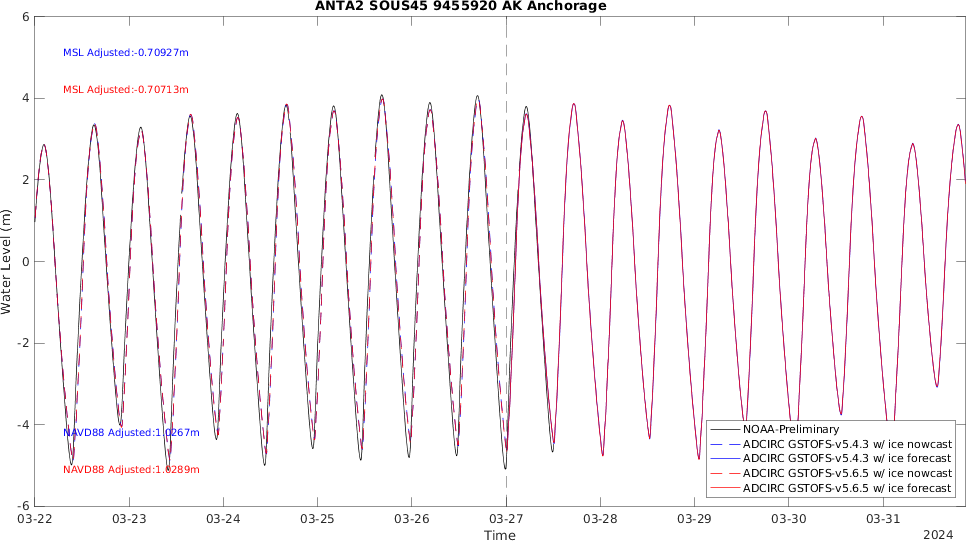 ANTA2 SOUS45 9455920 AK Anchorage
6
MSL Adjusted:-0.70927m
MSL Adjusted:-0.70713m
4
2
0
-2
-4
-6
Water Level (m)
NAVD88 Adjusted:1.0267m
NAVD88 Adjusted:1.0289m
NOAA-Preliminary
ADCIRC GSTOFS-v5.4.3 w/ ice nowcast
ADCIRC GSTOFS-v5.4.3 w/ ice forecast
ADCIRC GSTOFS-v5.6.5 w/ ice nowcast
ADCIRC GSTOFS-v5.6.5 w/ ice forecast
03-22 03-23 03-24 03-25 03-26 03-27 03-28 03-29 03-30 03-31
Time
2024